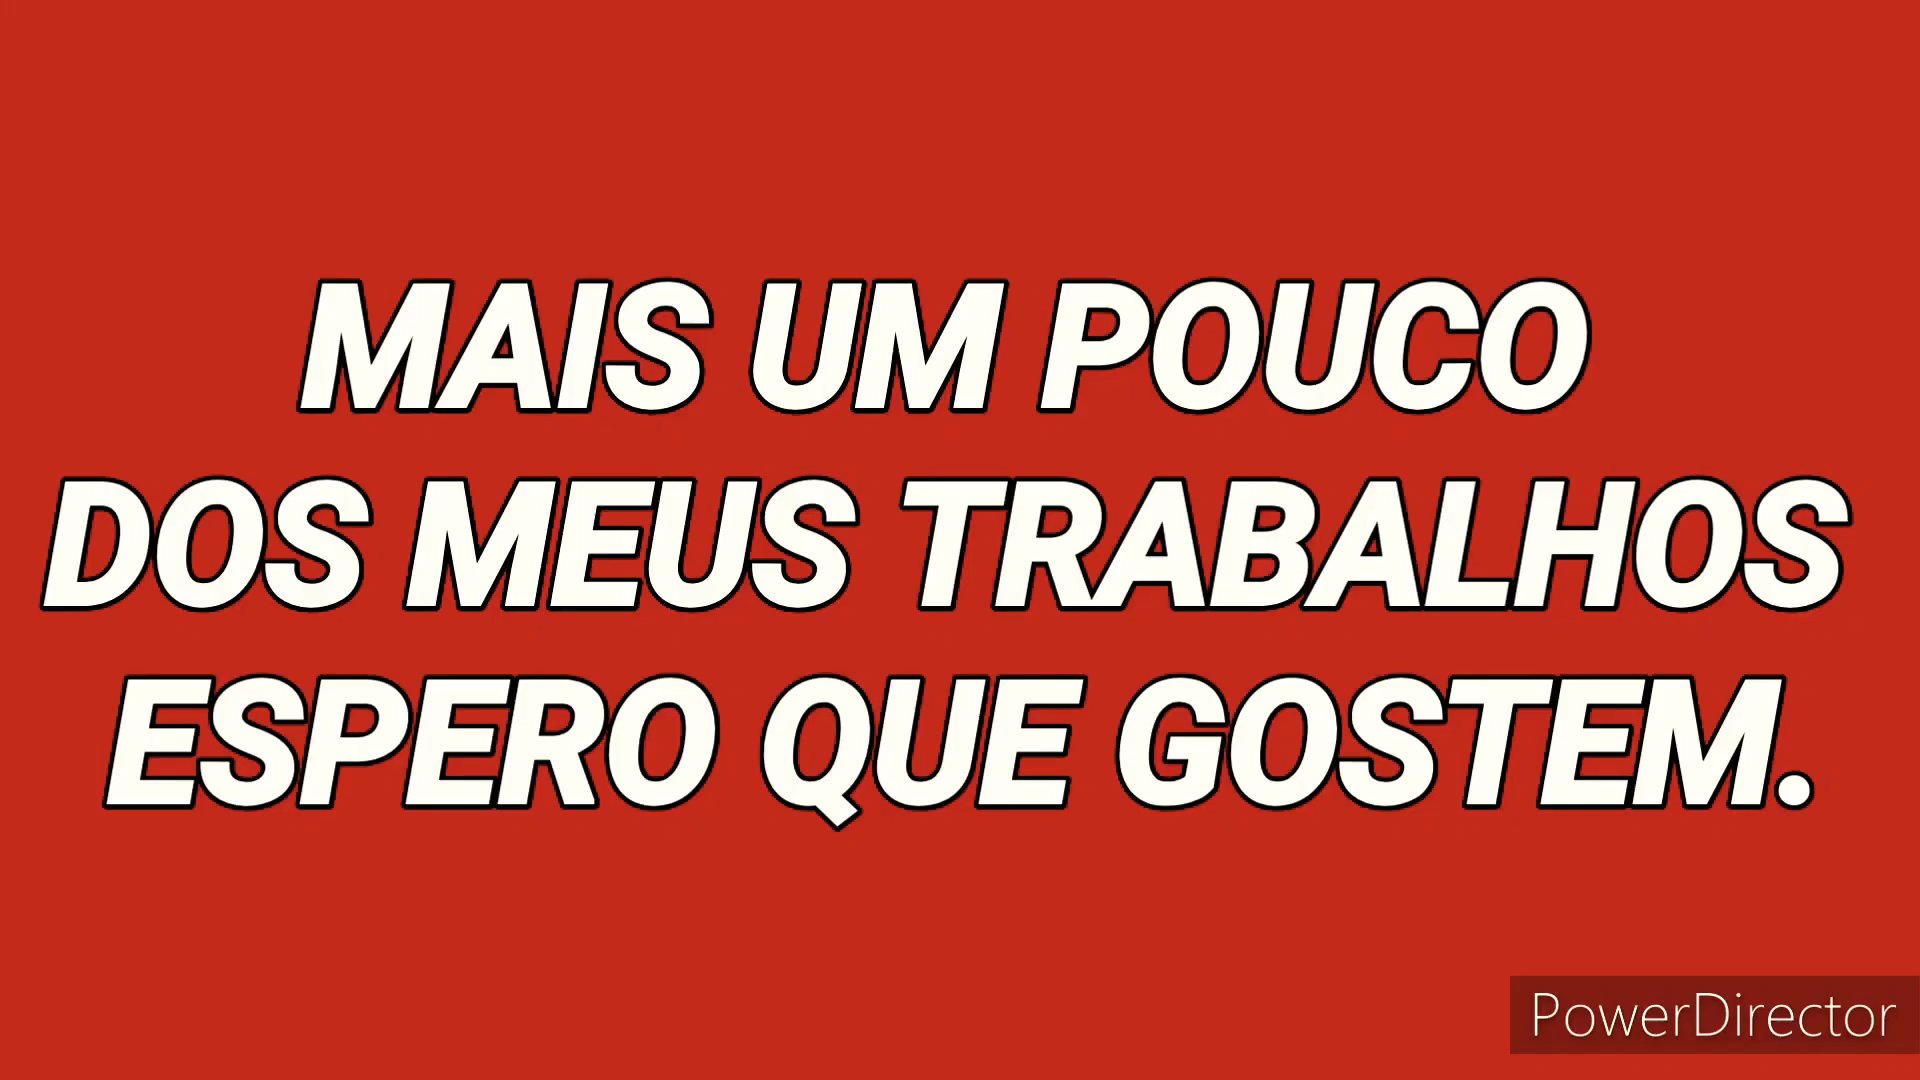 MAIS UM POUCO
DOS MEUS TRABALHOS
ESPERO QUE GOSTEM.
PowerDirector